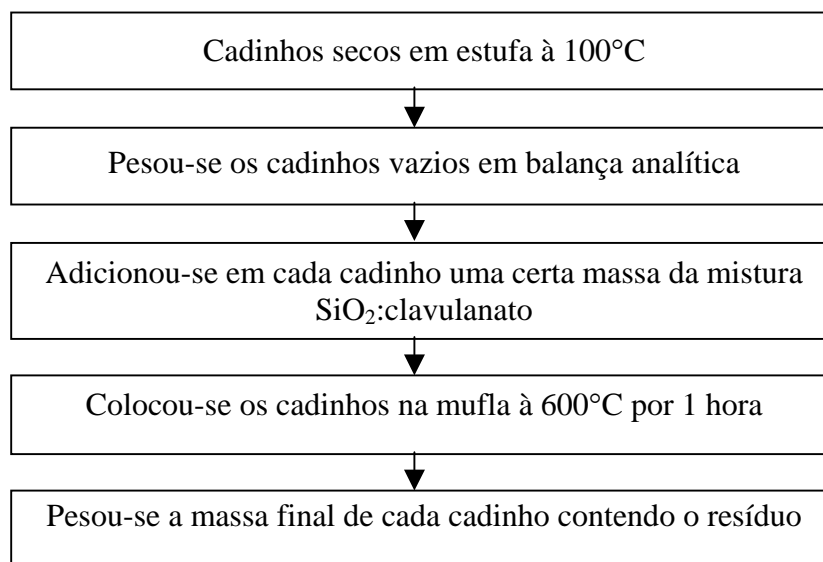 Cadinhos secos em estufa à 100°C
Pesou-se os cadinhos vazios em balança analítica
Adicionou-se em cada cadinho uma certa massa da mistura
SiO₂:clavulanato
Colocou-se os cadinhos na mufla à 600°C por 1 hora
Pesou-se a massa final de cada cadinho contendo o resíduo